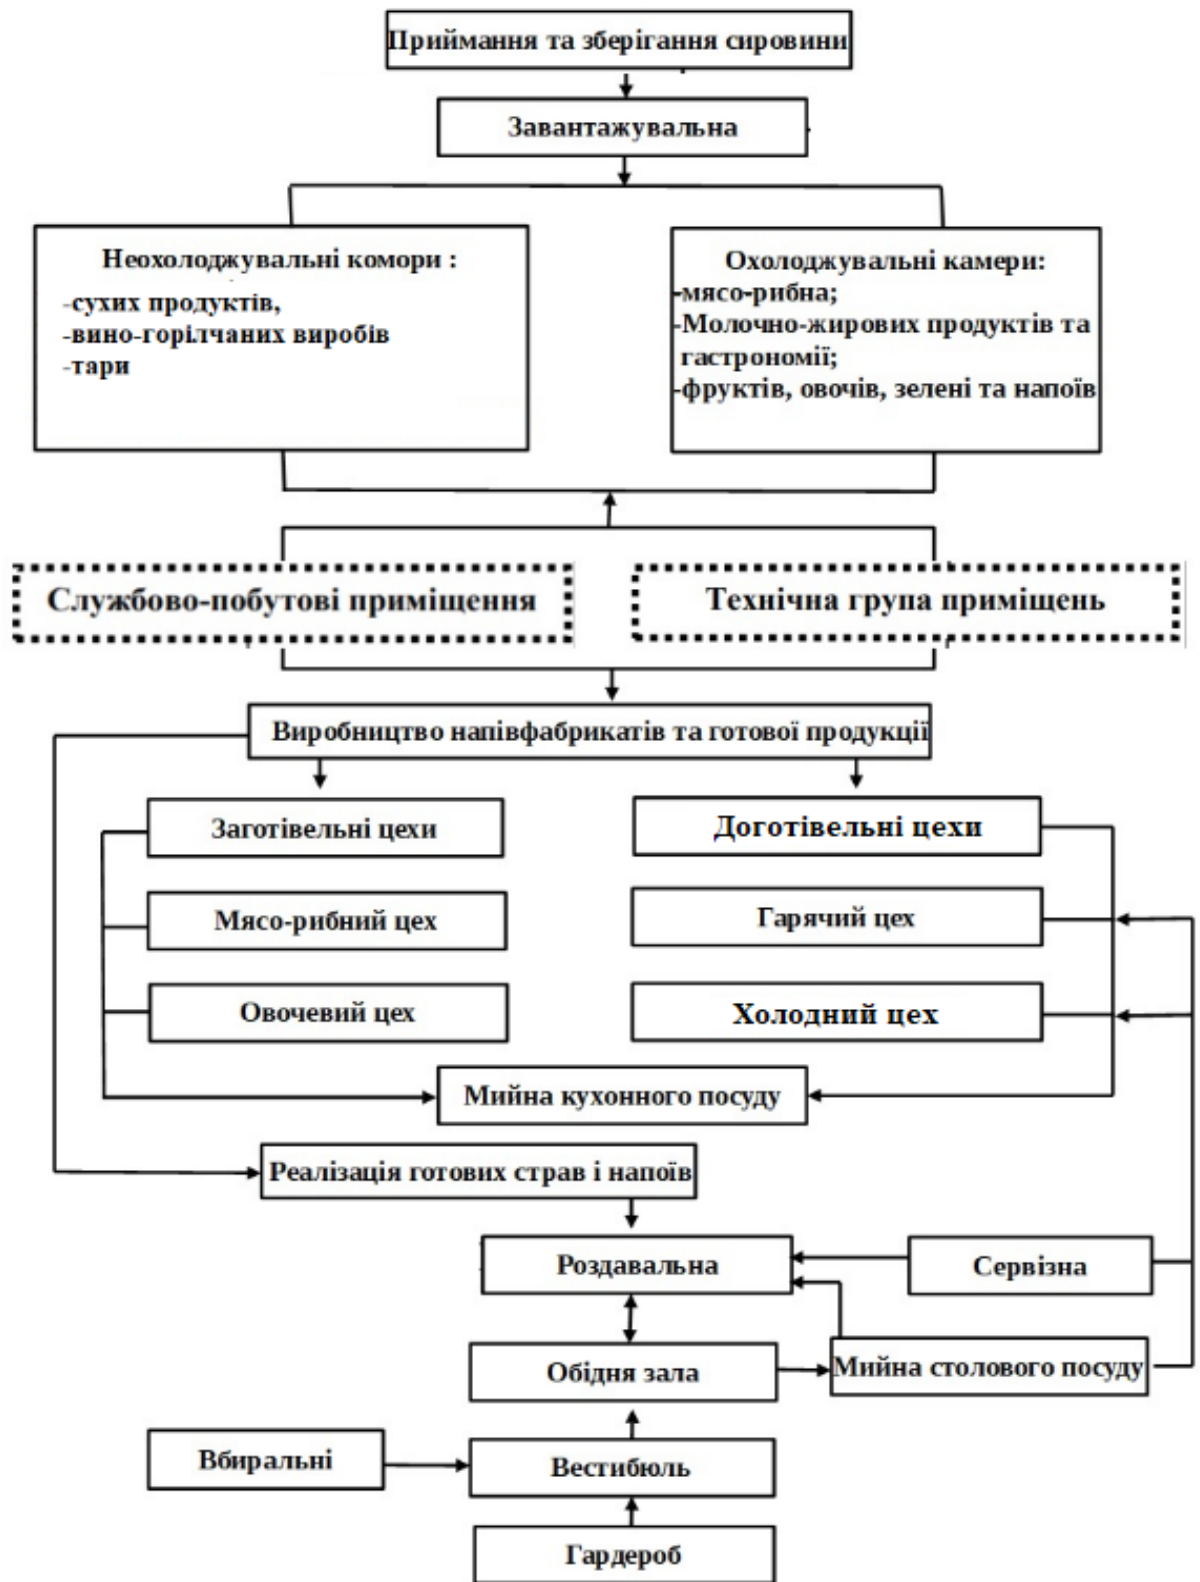 Приймання та зберігання сировини
Завантажувальна
Неохолоджувальні комори :
-сухих продуктів,
-вино-горілчаних виробів
-тари
Охолоджувальні камери:
-мясо-рибна;
-Молочно-жирових продуктів та
гастрономії;
-фруктів, овочів, зелені та напоїв
Службово-побутові приміщення
Технічна група приміщень
Виробництво напівфабрикатів та готової продукції
Заготівельні цехи
Доготівельні цехи
Мясо-рибний цех
Гарячий цех
Овочевий цех
Холодний цех
Мийна кухонного посуду
Реалізація готових страв і напоїв
Роздавальна
Сервізна
Обідня зала
Мийна столового посуду
Вбиральні
Вестибюль
Гардероб